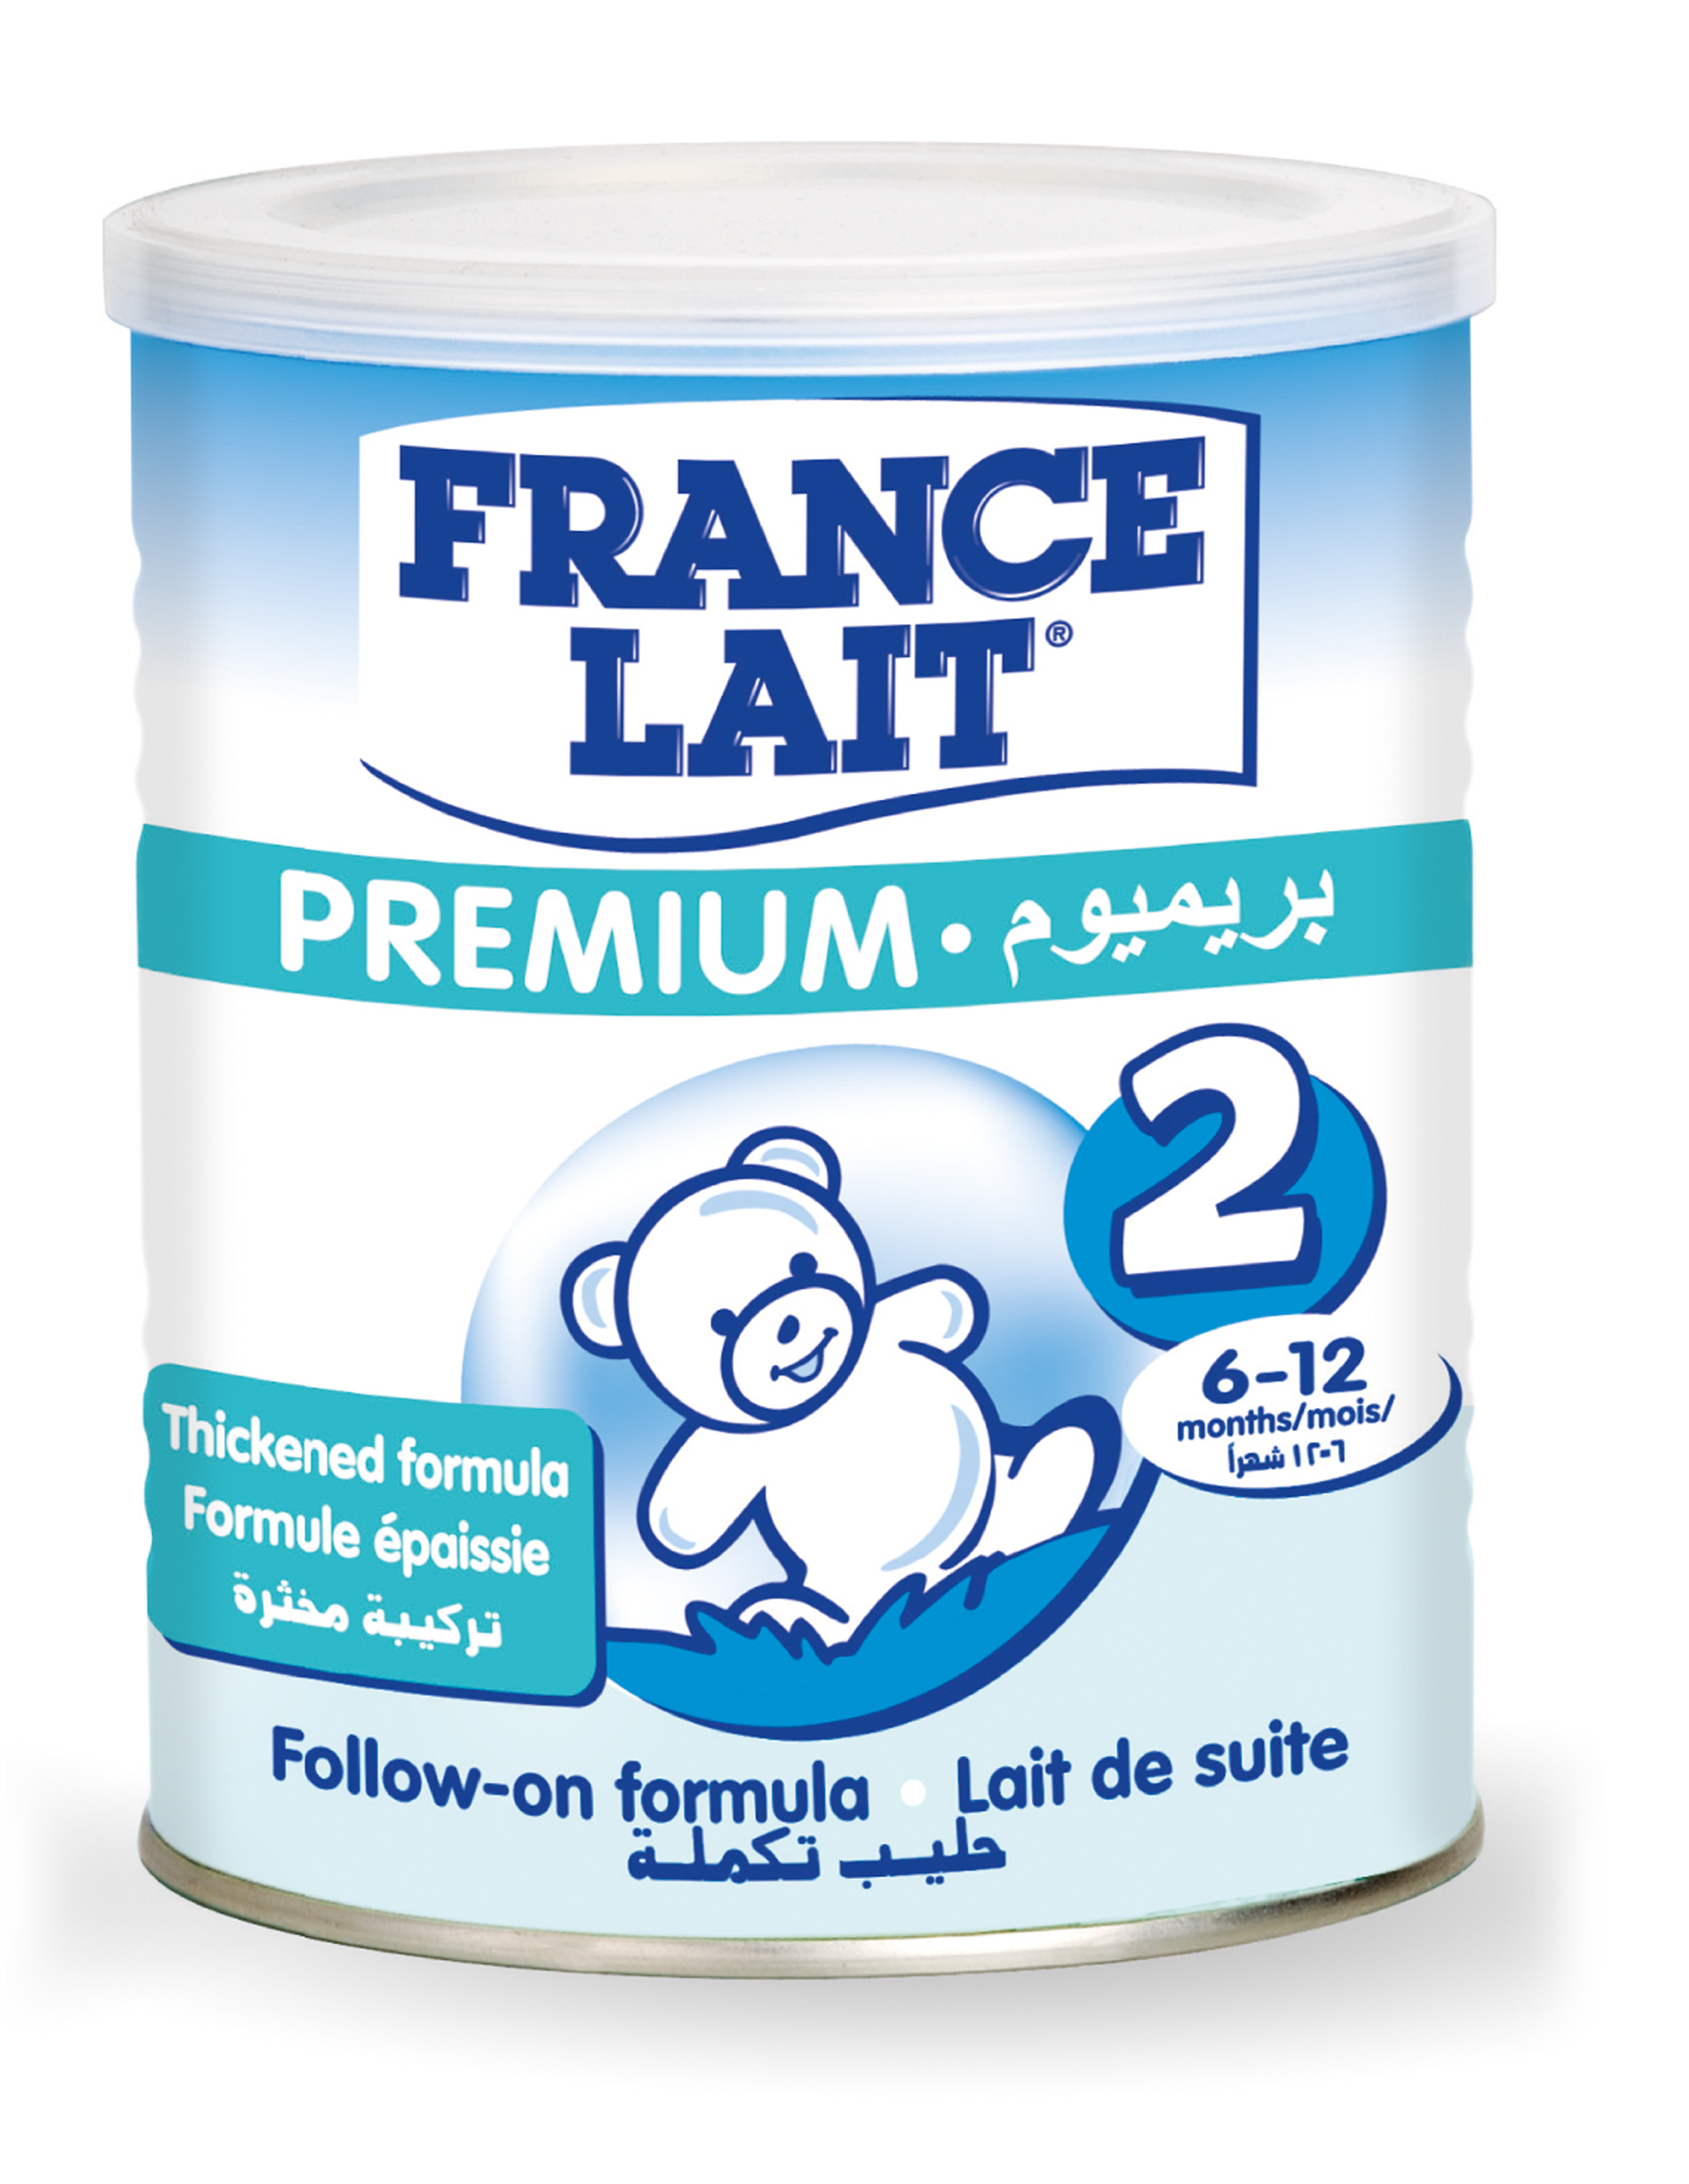 FRANCE
LAIT®
PREMIUM • بريميوم
2
6-12
months/mois/
٦-١٢ شهراً
Thickened formula
Formule épaissie
تركيبة مخثرة
Follow-on formula • Lait de suite
حليب تكملة